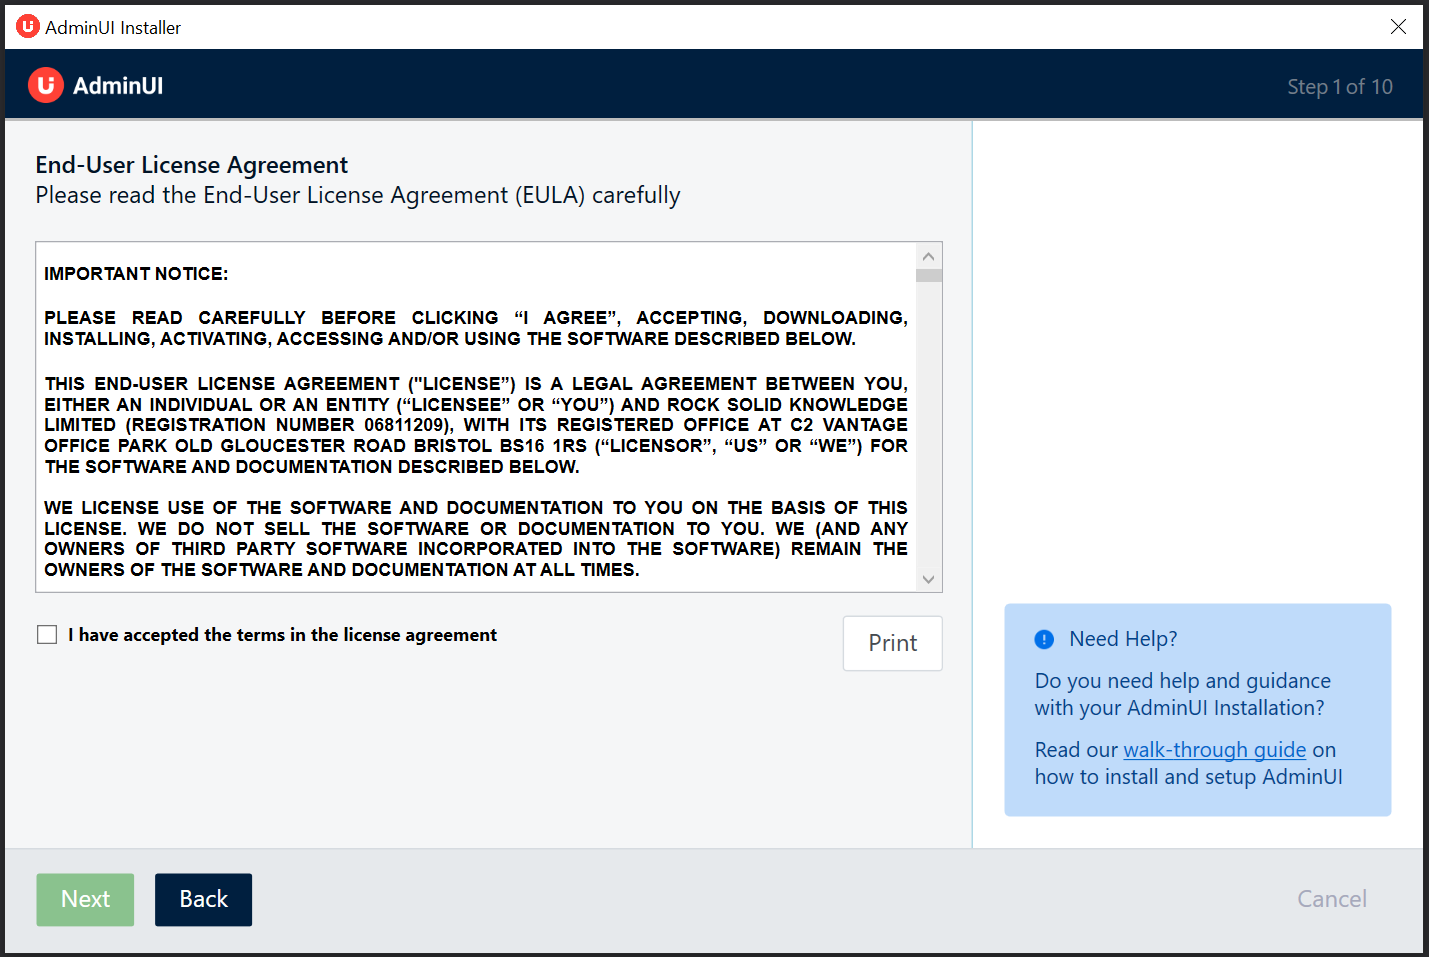 AdminUI Installer
AdminUI
Step 1 of 10
End-User License Agreement
Please read the End-User License Agreement (EULA) carefully
IMPORTANT NOTICE:
PLEASE READ CAREFULLY BEFORE CLICKING “I AGREE”, ACCEPTING, DOWNLOADING,
INSTALLING, ACTIVATING, ACCESSING AND/OR USING THE SOFTWARE DESCRIBED BELOW.
THIS END-USER LICENSE AGREEMENT ("LICENSE”) IS A LEGAL AGREEMENT BETWEEN YOU,
EITHER AN INDIVIDUAL OR AN ENTITY (“LICENSEE” OR “YOU”) AND ROCK SOLID KNOWLEDGE
LIMITED (REGISTRATION NUMBER 06811209), WITH ITS REGISTERED OFFICE AT C2 VANTAGE
OFFICE PARK OLD GLOUCESTER ROAD BRISTOL BS16 1RS (“LICENSOR”, “US” OR “WE”) FOR
THE SOFTWARE AND DOCUMENTATION DESCRIBED BELOW.
WE LICENSE USE OF THE SOFTWARE AND DOCUMENTATION TO YOU ON THE BASIS OF THIS
LICENSE. WE DO NOT SELL THE SOFTWARE OR DOCUMENTATION TO YOU. WE (AND ANY
OWNERS OF THIRD PARTY SOFTWARE INCORPORATED INTO THE SOFTWARE) REMAIN THE
OWNERS OF THE SOFTWARE AND DOCUMENTATION AT ALL TIMES.
I have accepted the terms in the license agreement
Print
Need Help?
Do you need help and guidance
with your AdminUI Installation?
Read our walk-through guide on
how to install and setup AdminUI
Next
Back
Cancel